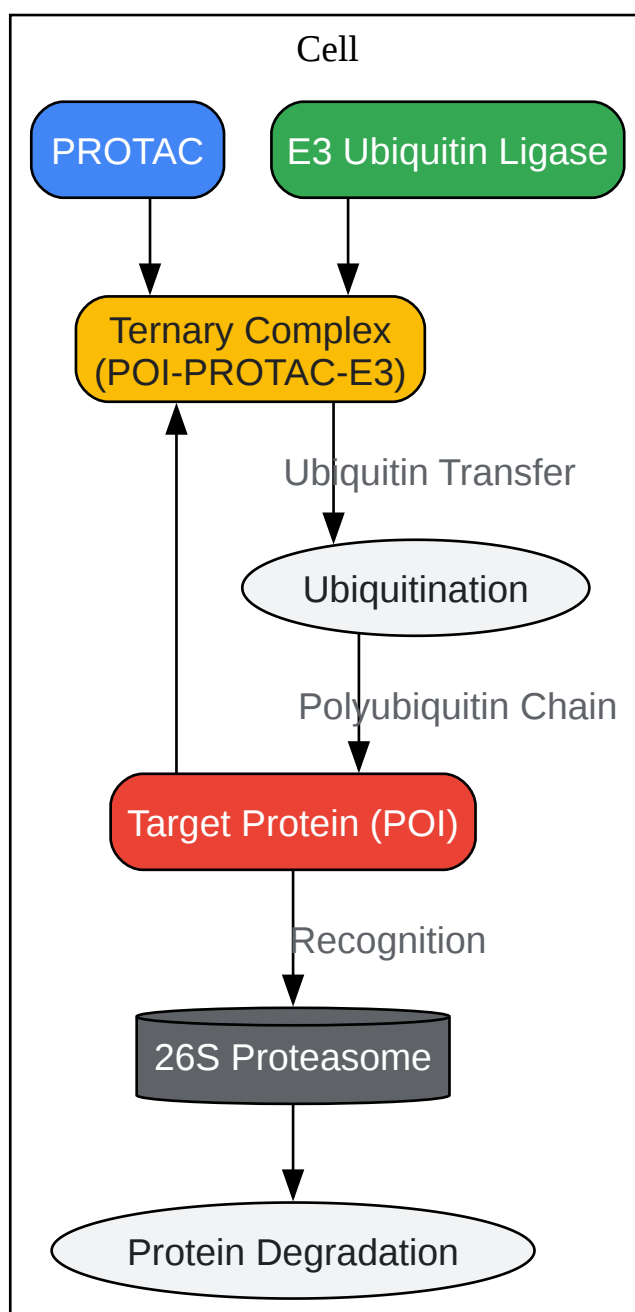 Cell
PROTAC
E3 Ubiquitin Ligase
Ternary Complex
(POI-PROTAC-E3)
Ubiquitin Transfer
Ubiquitination
Polyubiquitin Chain
Target Protein (POI)
Recognition
26S Proteasome
Protein Degradation